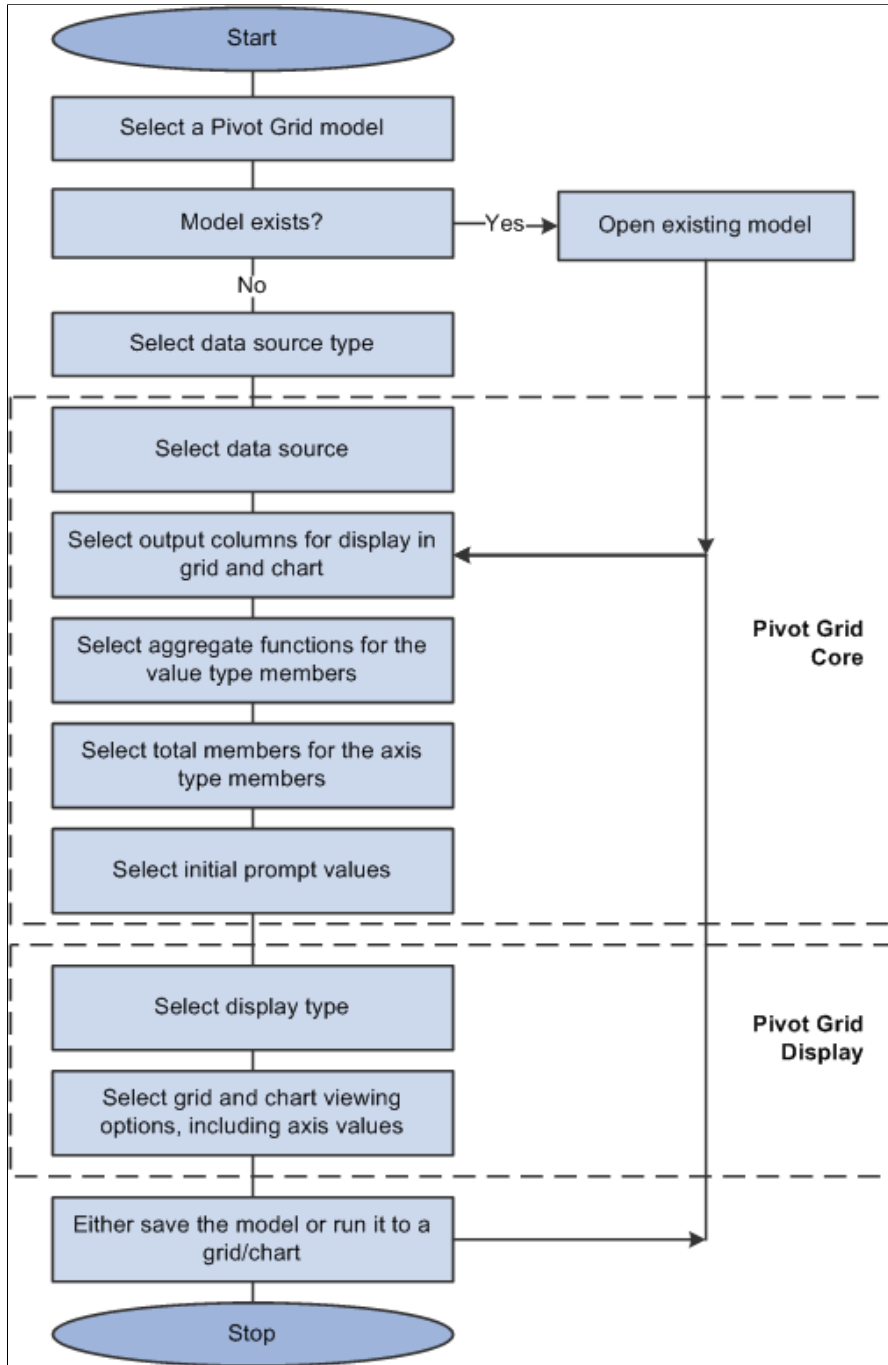 Start
Select a Pivot Grid model
Model exists?
Yes
Open existing model
No
Select data source type
Select data source
Select output columns for display in
grid and chart
Select aggregate functions for the
value type members
Pivot Grid
Core
Select total members for the axis
type members
Select initial prompt values
Select display type
Pivot Grid
Display
Select grid and chart viewing
options, including axis values
Either save the model or run it to a
grid/chart
Stop